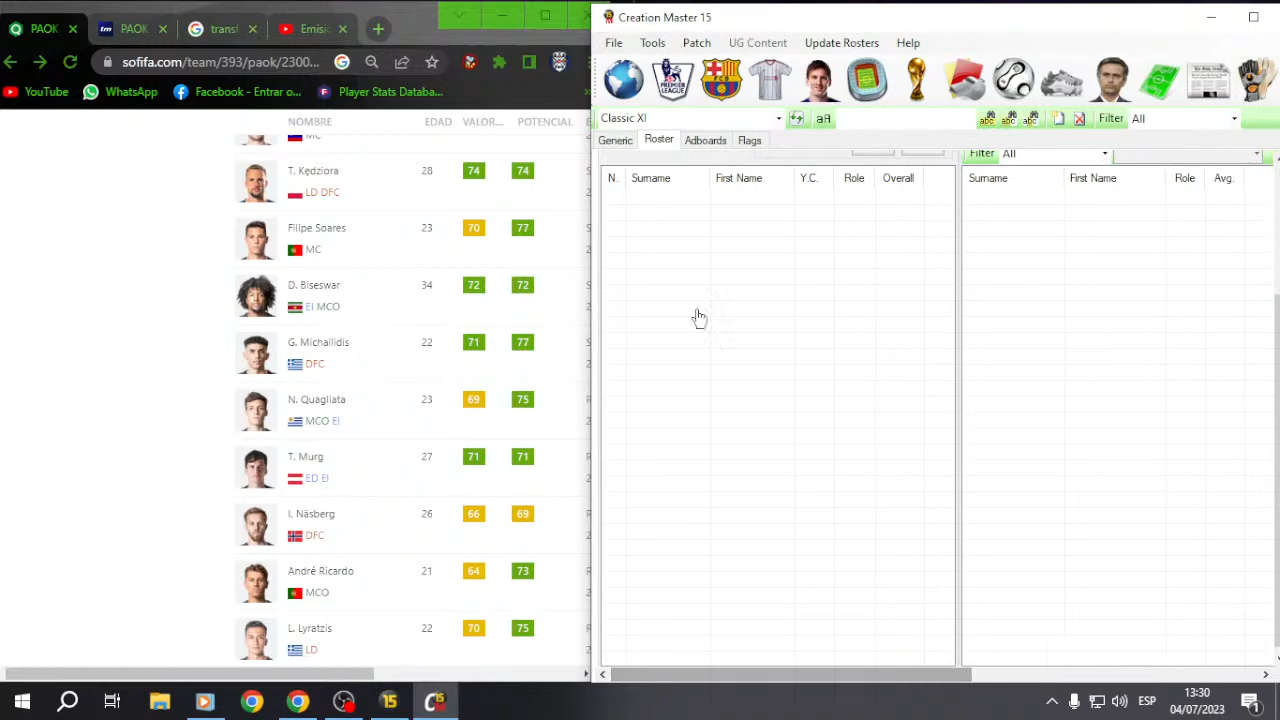 PAOK
PAOK
transf
Emisic
sofifa.com/team/393/paok/2300...
YouTube
WhatsApp
Facebook - Entrar o...
Player Stats Databa...
NOMBRE EDAD VALOR... POTENCIAL
MC
T. Kędziora 28 74 74
LD DFC
Filipe Soares 23 70 77
MC
D. Biseswar 34 72 72
EI MCO
G. Michailidis 22 71 77
DFC
N. Quagliata 23 69 75
MCO EI
T. Murg 27 71 71
ED EI
I. Näsberg 26 66 69
DFC
André Ricardo 21 64 73
MCO
L. Lyratzis 22 70 75
LD
Creation Master 15
File Tools Patch UG Content Update Rosters Help
Classic XI
aA
abc abc abc
Filter All
Generic Roster Adboards Flags
Filter All
N. Surname First Name Y.C. Role Overall
Surname First Name Role Avg.
ESP
13:30
04/07/2023